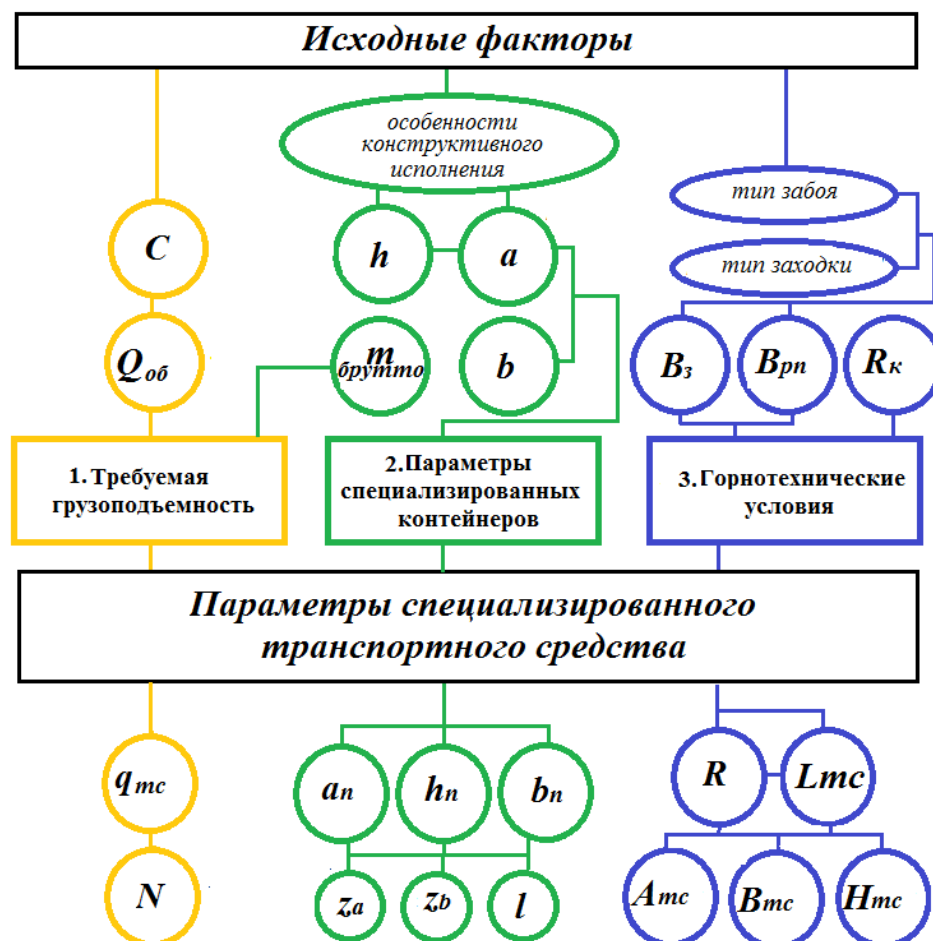 Исходные факторы
особенности
конструктивного
исполнения
тип забоя
тип заходки
C
h
a
Qоб
m
брутто
b
Bз
Bрп
Rк
1. Требуемая
грузоподъемность
2.Параметры
специализированных
контейнеров
3. Горнотехнические
условия
Параметры специализированного
транспортного средства
qтс
an
hn
bn
R
Lтс
N
za
zb
l
Aтс
Bтс
Hтс